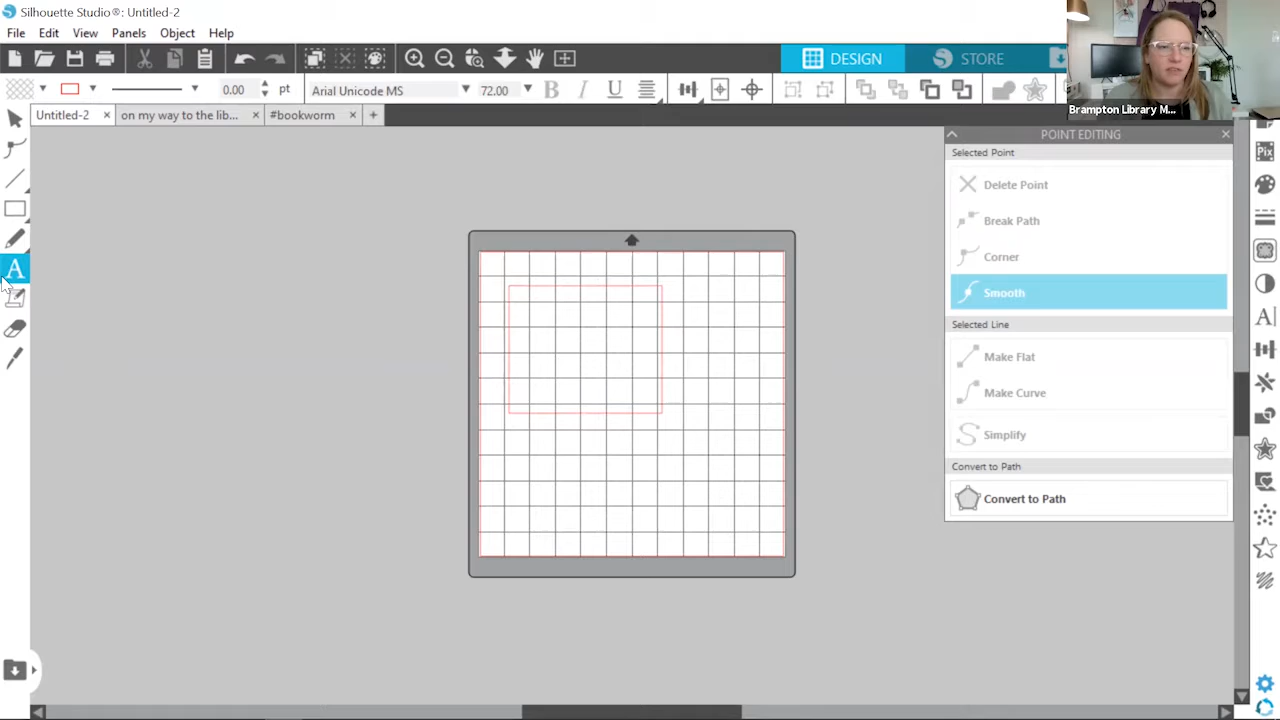 Silhouette Studio®: Untitled-2
File Edit View Panels Object Help
DESIGN STORE
0.00 pt Arial Unicode MS 72.00 B I U
Brampton Library M...
Untitled-2 × on my way to the lib... × #bookworm × +
POINT EDITING
Selected Point
Delete Point
Break Path
Corner
Smooth
Selected Line
Make Flat
Make Curve
Simplify
Convert to Path
Convert to Path
Pix
A
A